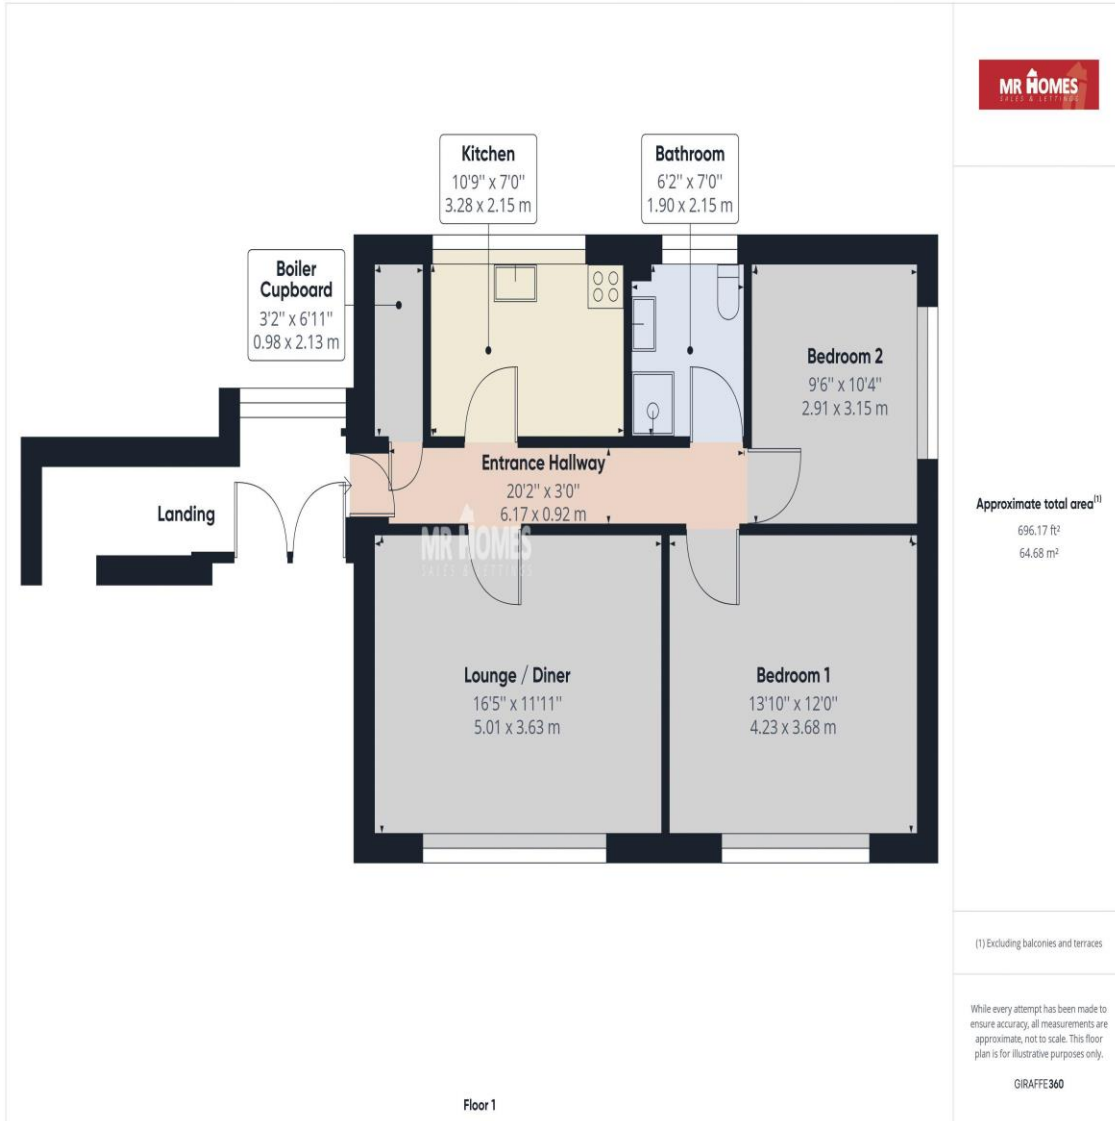 MR HOMES
SALES & LETTINGS
Kitchen
10'9" x 7'0"
3.28 x 2.15 m
Bathroom
6'2" x 7'0"
1.90 x 2.15 m
Boiler
Cupboard
3'2" x 6'11"
0.98 x 2.13 m
Bedroom 2
9'6" x 10'4"
2.91 x 3.15 m
Entrance Hallway
20'2" x 3'0"
6.17 x 0.92 m
Landing
MR HOMES
SALES & LETTINGS
Lounge / Diner
16'5" x 11'11"
5.01 x 3.63 m
Bedroom 1
13'10" x 12'0"
4.23 x 3.68 m
Approximate total area(1)
696.17 ft²
64.68 m²
(1) Excluding balconies and terraces
While every attempt has been made to
ensure accuracy, all measurements are
approximate, not to scale. This floor
plan is for illustrative purposes only.
GIRAFFE360
Floor 1